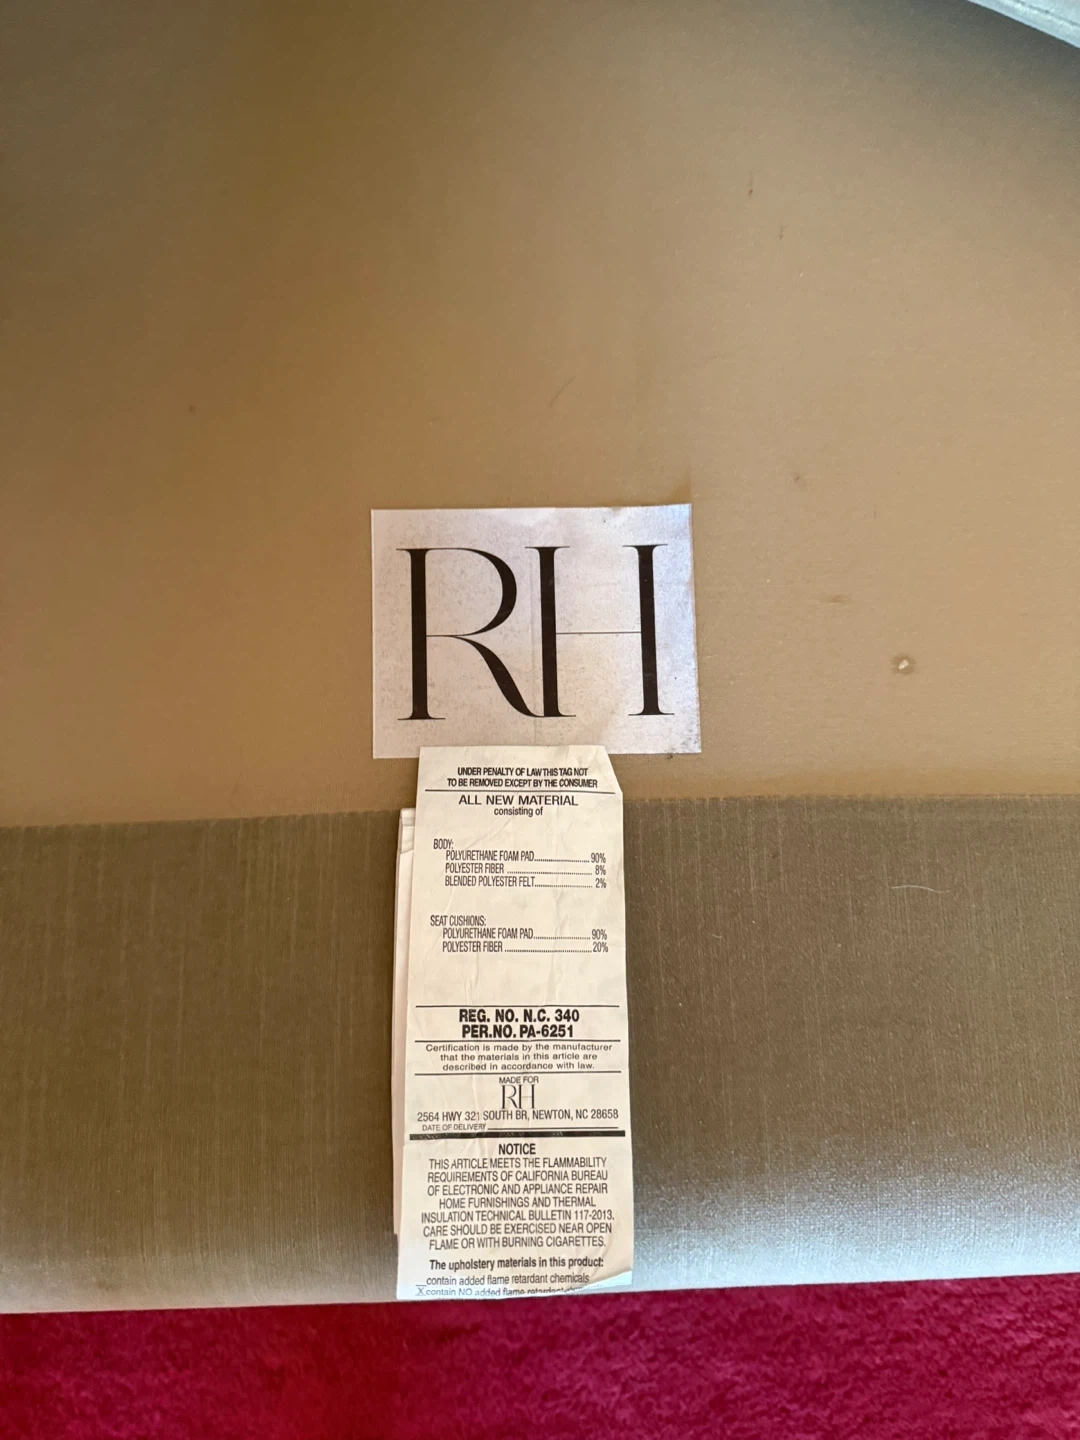 RH
UNDER PENALTY OF LAW THIS TAG NOT
TO BE REMOVED EXCEPT BY THE CONSUMER
ALL NEW MATERIAL
consisting of
BODY:
POLYURETHANE FOAM PAD.................... 90%
POLYESTER FIBER .............................. 8%
BLENDED POLYESTER FELT.................... 2%
SEAT CUSHIONS:
POLYURETHANE FOAM PAD.................... 90%
POLYESTER FIBER .............................. 20%
REG. NO. N.C. 340
PER.NO. PA-6251
Certification is made by the manufacturer
that the materials in this article are
described in accordance with law.
MADE FOR
RH
2564 HWY 321 SOUTH BR, NEWTON, NC 28658
DATE OF DELIVERY
NOTICE
THIS ARTICLE MEETS THE FLAMMABILITY
REQUIREMENTS OF CALIFORNIA BUREAU
OF ELECTRONIC AND APPLIANCE REPAIR
HOME FURNISHINGS AND THERMAL
INSULATION TECHNICAL BULLETIN 117-2013.
CARE SHOULD BE EXERCISED NEAR OPEN
FLAME OR WITH BURNING CIGARETTES.
The upholstery materials in this product:
__contain added flame retardant chemicals
X contain NO added flame retardant